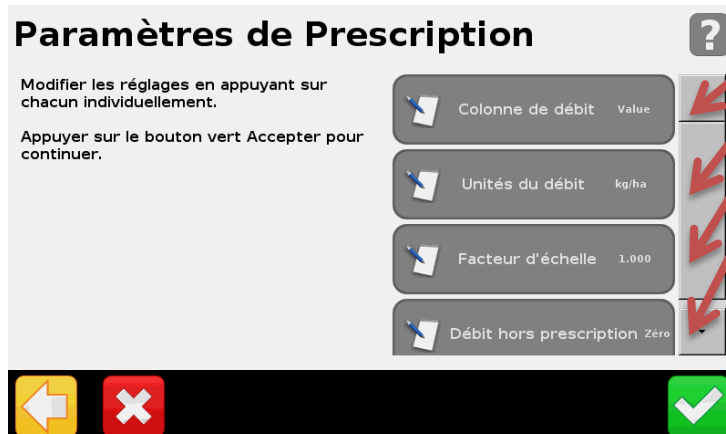 Paramètres de Prescription
?
Modifier les réglages en appuyant sur
chacun individuellement.
Appuyer sur le bouton vert Accepter pour
continuer.
Colonne de débit Value
Unités du débit kg/ha
Facteur d'échelle 1.000
Débit hors prescription Zéro